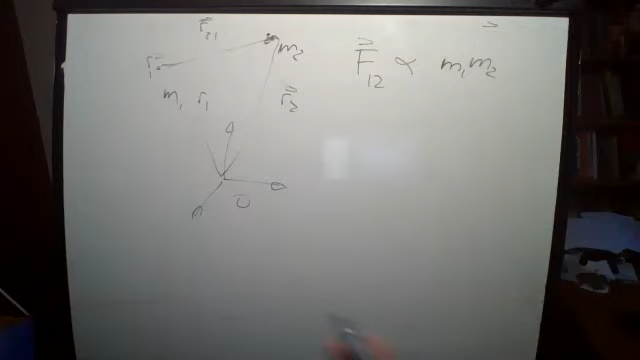 r⃗₂₁
m₂
r⃗₁
F⃗₁₂ ∝ m₁m₂
m₁ r₁
r⃗₂
O